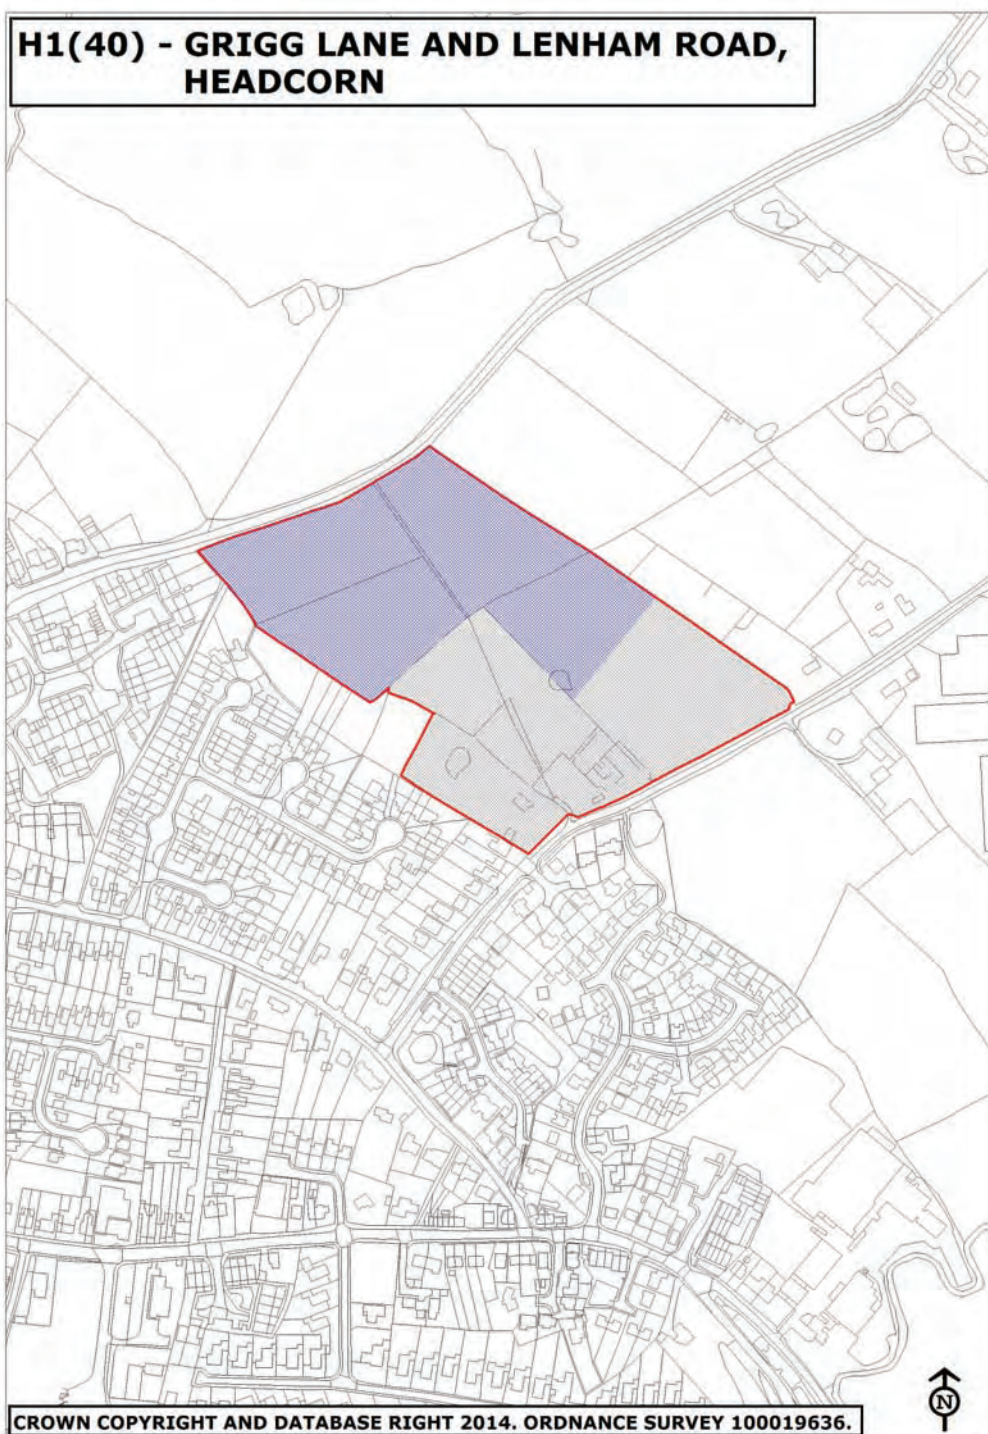 H1(40) - GRIGG LANE AND LENHAM ROAD,
HEADCORN
N
CROWN COPYRIGHT AND DATABASE RIGHT 2014. ORDNANCE SURVEY 100019636.